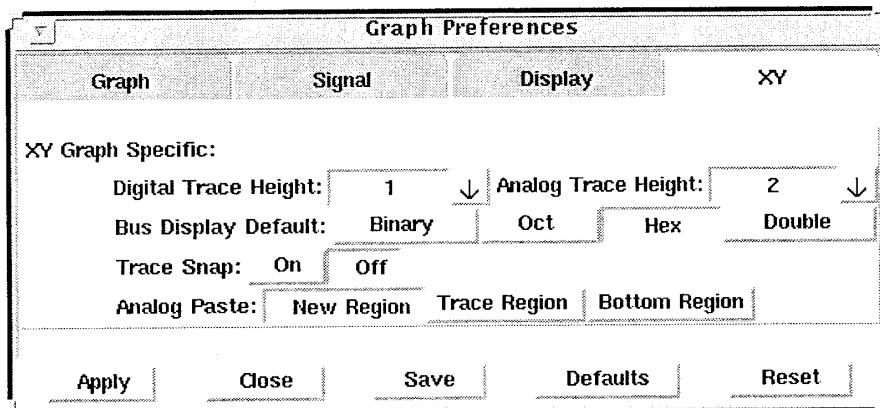 Graph Preferences
Graph Signal Display XY
XY Graph Specific:
Digital Trace Height: 1 Analog Trace Height: 2
Bus Display Default: Binary Oct Hex Double
Trace Snap: On Off
Analog Paste: New Region Trace Region Bottom Region
Apply Close Save Defaults Reset